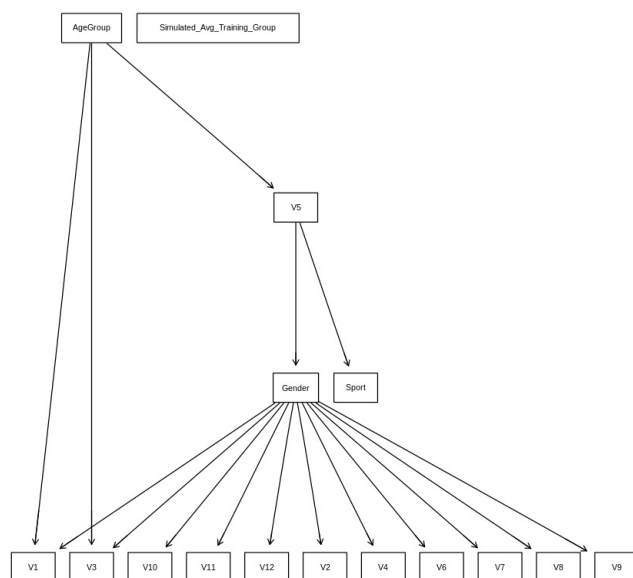 AgeGroup
Simulated_Avg_Training_Group
V5
Gender
Sport
V1
V3
V10
V11
V12
V2
V4
V6
V7
V8
V9